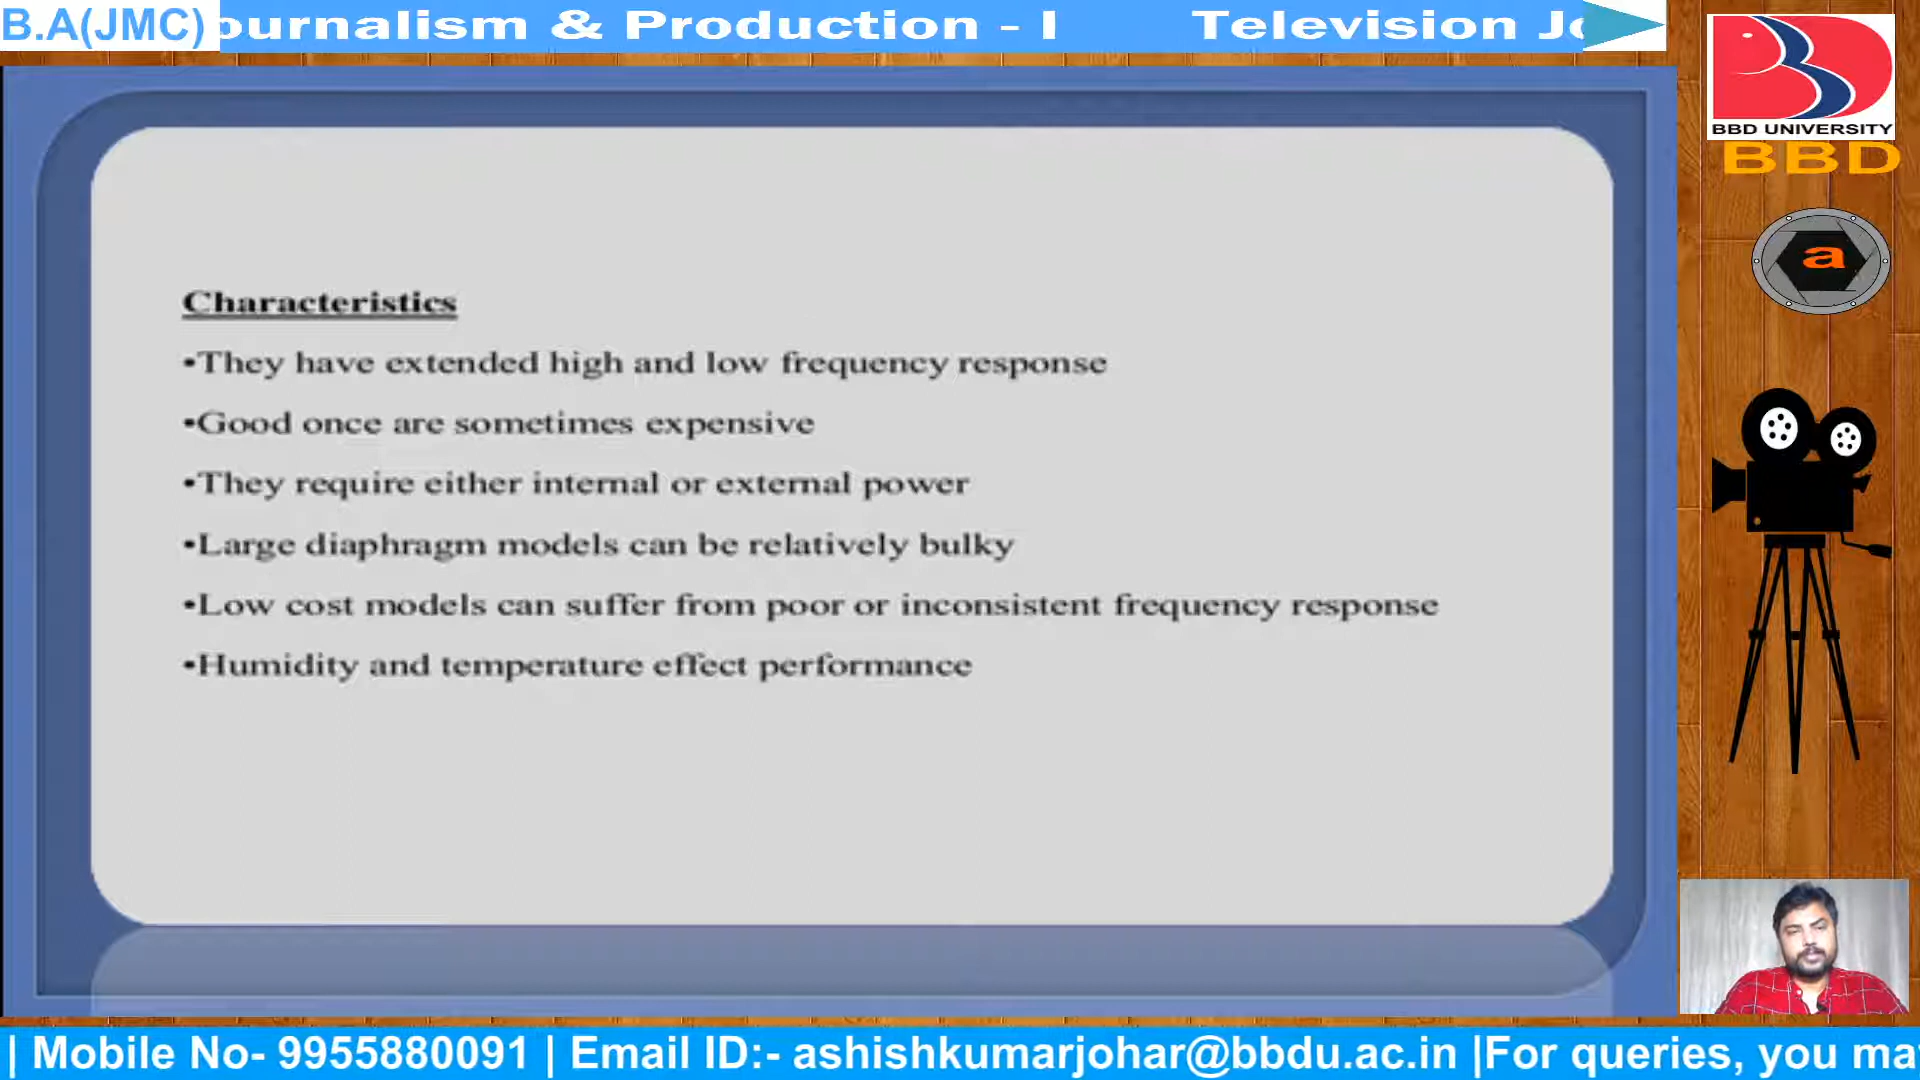 B.A(JMC) ournalism & Production - I Television Jo
BBD UNIVERSITY
BBD
a
Characteristics
•They have extended high and low frequency response
•Good once are sometimes expensive
•They require either internal or external power
•Large diaphragm models can be relatively bulky
•Low cost models can suffer from poor or inconsistent frequency response
•Humidity and temperature effect performance
| Mobile No- 9955880091 | Email ID:- ashishkumarjohar@bbdu.ac.in |For queries, you may